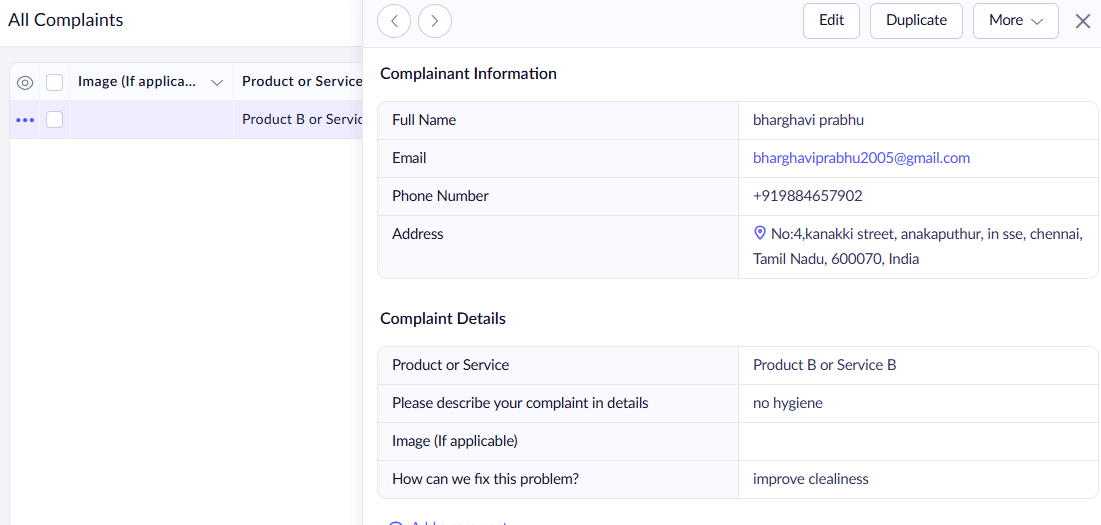 All Complaints
Edit
Duplicate
More
Image (If applica...
Product or Service
Product B or Servic
Complainant Information
Full Name bharghavi prabhu
Email bharghaviprabhu2005@gmail.com
Phone Number +919884657902
Address No:4,kanakki street, anakaputhur, in sse, chennai,
Tamil Nadu, 600070, India
Complaint Details
Product or Service Product B or Service B
Please describe your complaint in details no hygiene
Image (If applicable)
How can we fix this problem? improve clealiness